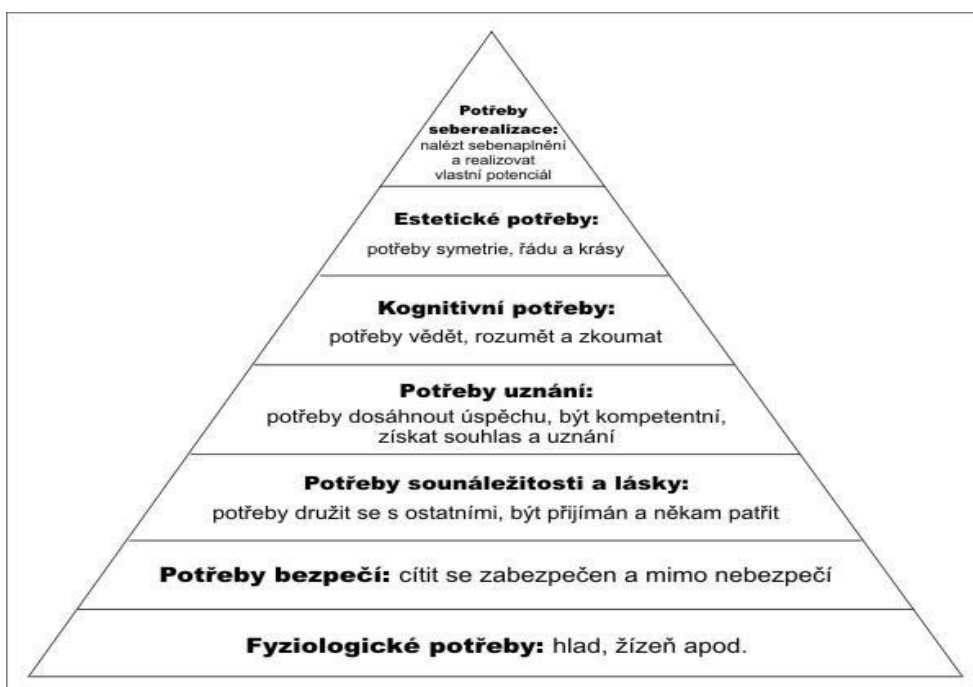 Potřeby
seberealizace:
nalézt sebenaplnění
a realizovat
vlastní potenciál
Estetické potřeby:
potřeby symetrie, řádu a krásy
Kognitivní potřeby:
potřeby vědět, rozumět a zkoumat
Potřeby uznání:
potřeby dosáhnout úspěchu, být kompetentní,
získat souhlas a uznání
Potřeby sounáležitosti a lásky:
potřeby družit se s ostatními, být přijímán a někam patřit
Potřeby bezpečí: cítit se zabezpečen a mimo nebezpečí
Fyziologické potřeby: hlad, žízeň apod.